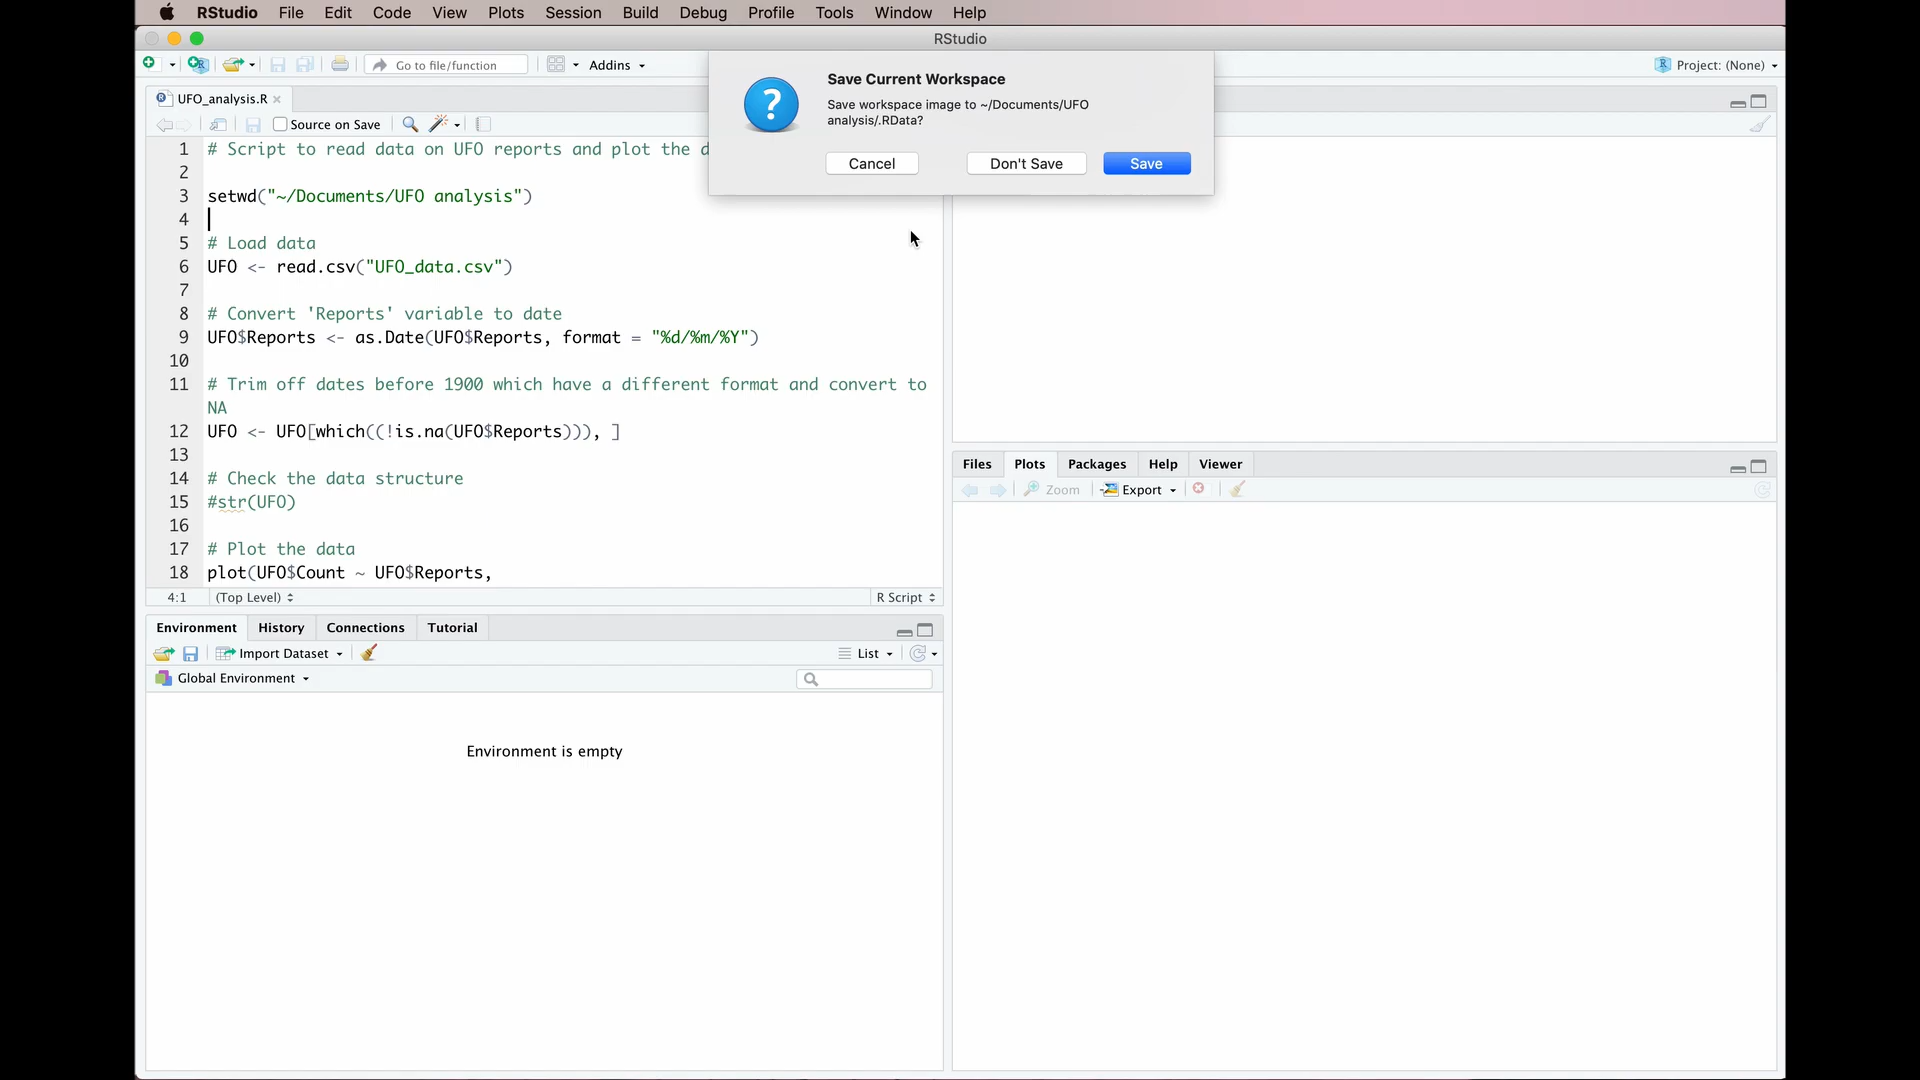 RStudio File Edit Code View Plots Session Build Debug Profile Tools Window Help
RStudio
Go to file/function Addins Project: (None)
Save Current Workspace
Save workspace image to ~/Documents/UFO
analysis/.RData?
Cancel Don't Save Save
UFO_analysis.R
Source on Save
1 # Script to read data on UFO reports and plot the d
2
3 setwd("~/Documents/UFO analysis")
4
5 # Load data
6 UFO <- read.csv("UFO_data.csv")
7
8 # Convert 'Reports' variable to date
9 UFO$Reports <- as.Date(UFO$Reports, format = "%d/%m/%Y")
10
11 # Trim off dates before 1900 which have a different format and convert to
NA
12 UFO <- UFO[which((!is.na(UFO$Reports))), ]
13
14 # Check the data structure
15 #str(UFO)
16
17 # Plot the data
18 plot(UFO$Count ~ UFO$Reports,
4:1 (Top Level) R Script
Environment History Connections Tutorial
Import Dataset List
Global Environment
Environment is empty
Files Plots Packages Help Viewer
Zoom Export